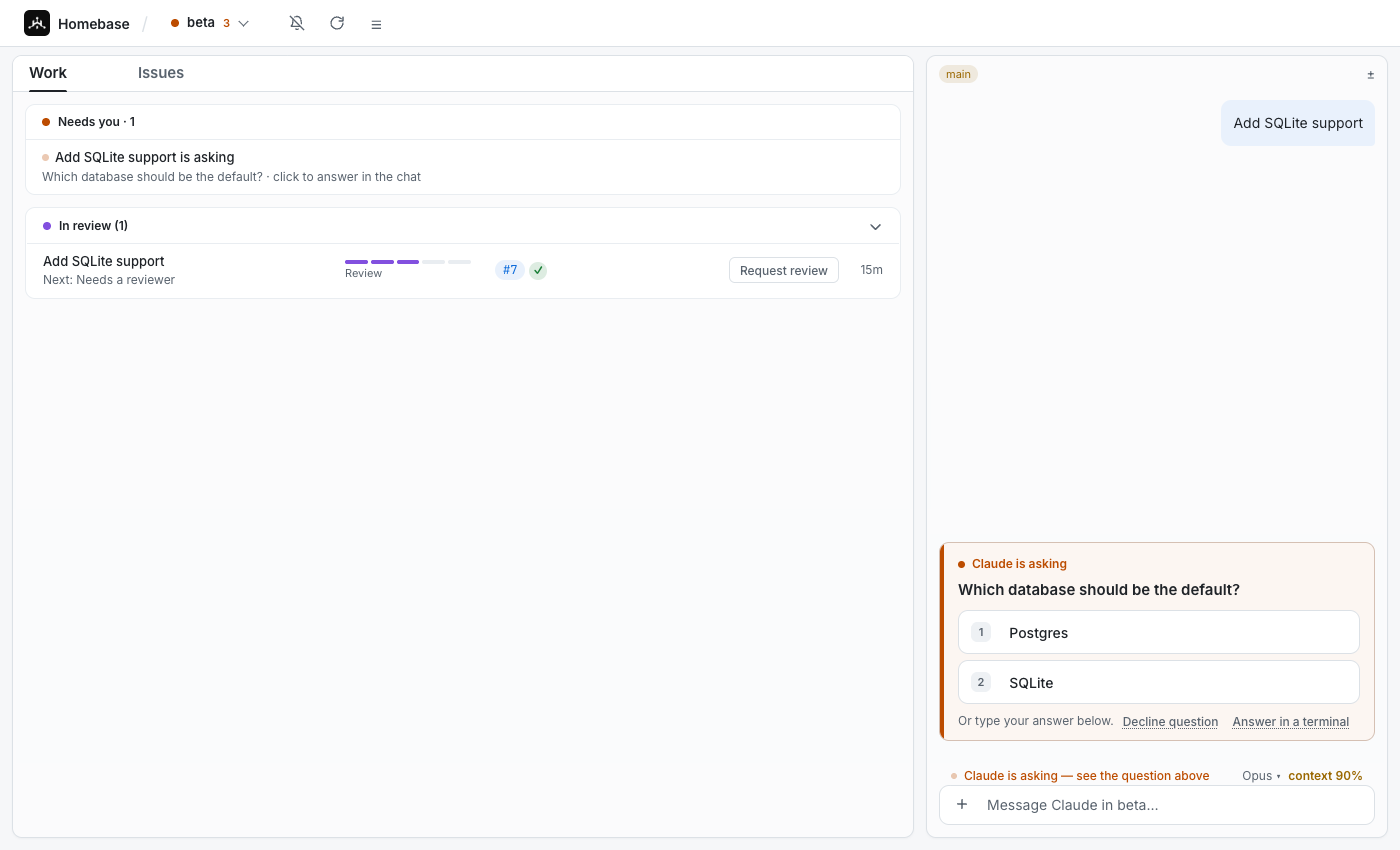 Homebase / beta 3
Work Issues
Needs you · 1
Add SQLite support is asking
Which database should be the default? · click to answer in the chat
In review (1)
Add SQLite support
Next: Needs a reviewer
Review
#7
Request review
15m
main
±
Add SQLite support
Claude is asking
Which database should be the default?
1 Postgres
2 SQLite
Or type your answer below. Decline question Answer in a terminal
Claude is asking — see the question above Opus context 90%
+ Message Claude in beta...